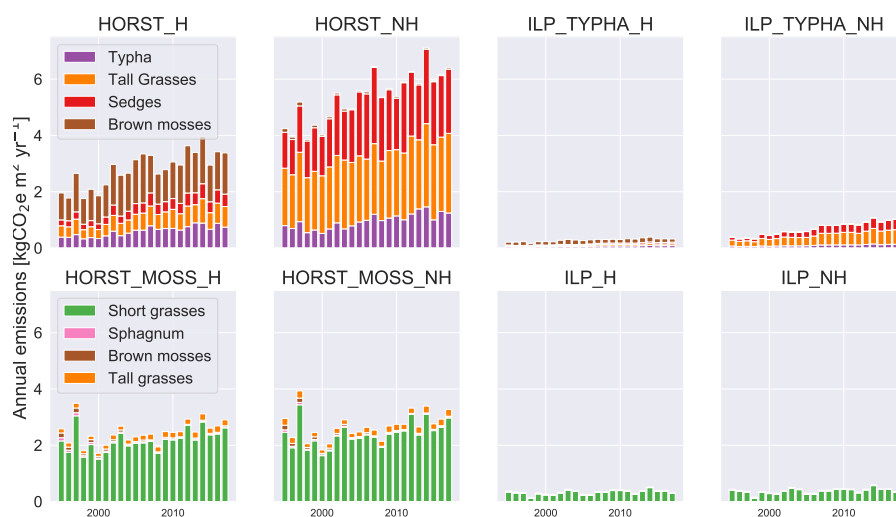 HORST_H HORST_NH ILP_TYPHA_H ILP_TYPHA_NH
Typha
Tall Grasses
Sedges
Brown mosses
6
4
2
0
Annual emissions [kgCO₂e m⁻² yr⁻¹]
HORST_MOSS_H HORST_MOSS_NH ILP_H ILP_NH
Short grasses
Sphagnum
Brown mosses
Tall grasses
6
4
2
0
2000 2010 2000 2010 2000 2010 2000 2010